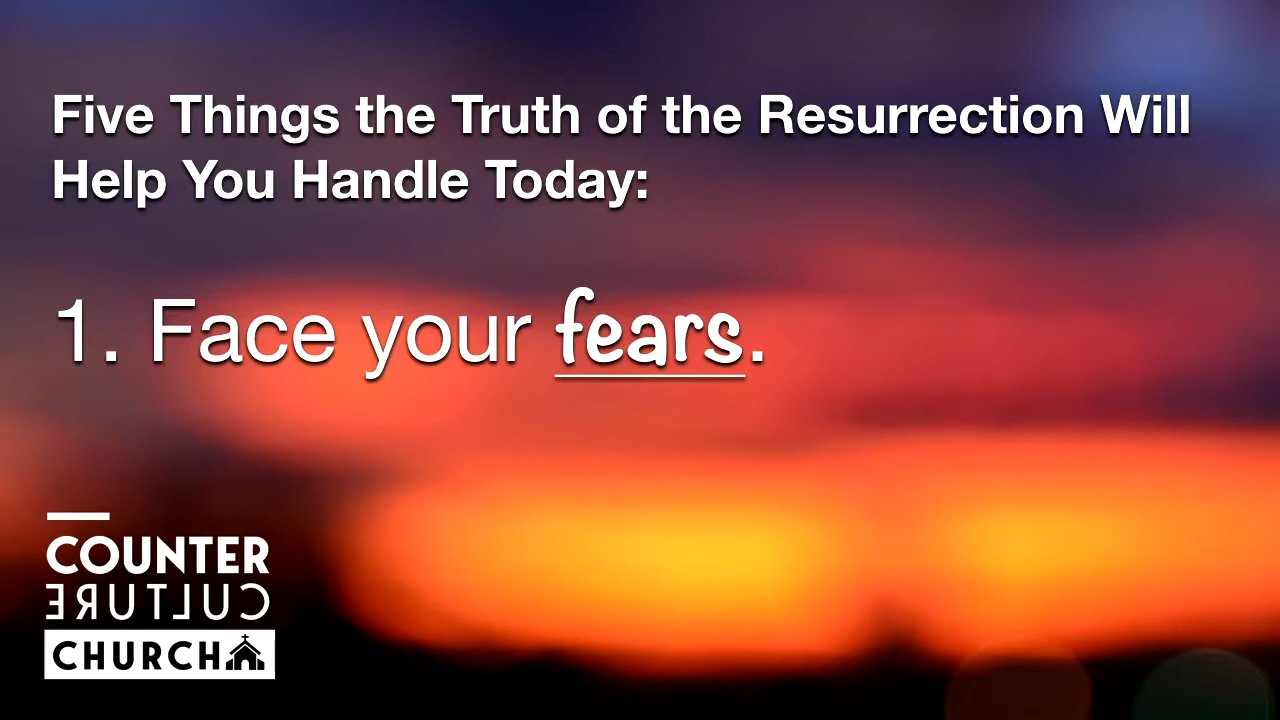 Five Things the Truth of the Resurrection Will
Help You Handle Today:
1. Face your fears.
COUNTER
CULTURE
CHURCH